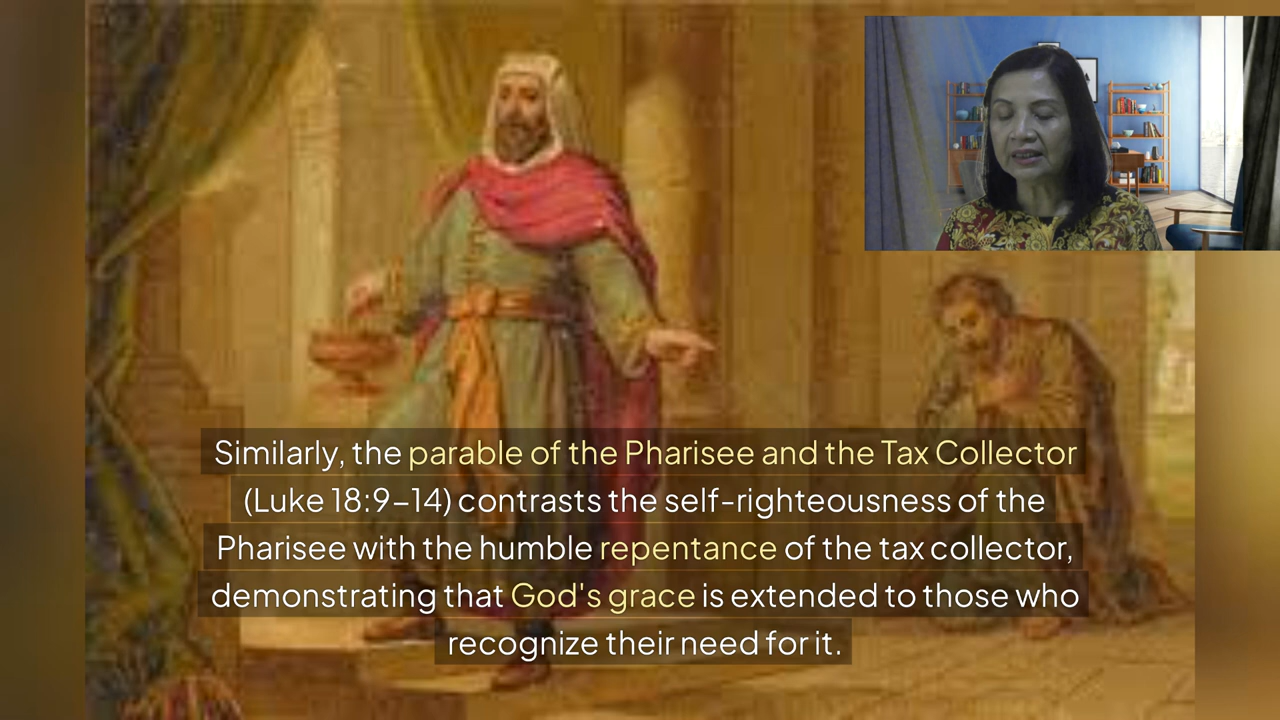 Similarly, the parable of the Pharisee and the Tax Collector
(Luke 18:9–14) contrasts the self-righteousness of the
Pharisee with the humble repentance of the tax collector,
demonstrating that God's grace is extended to those who
recognize their need for it.